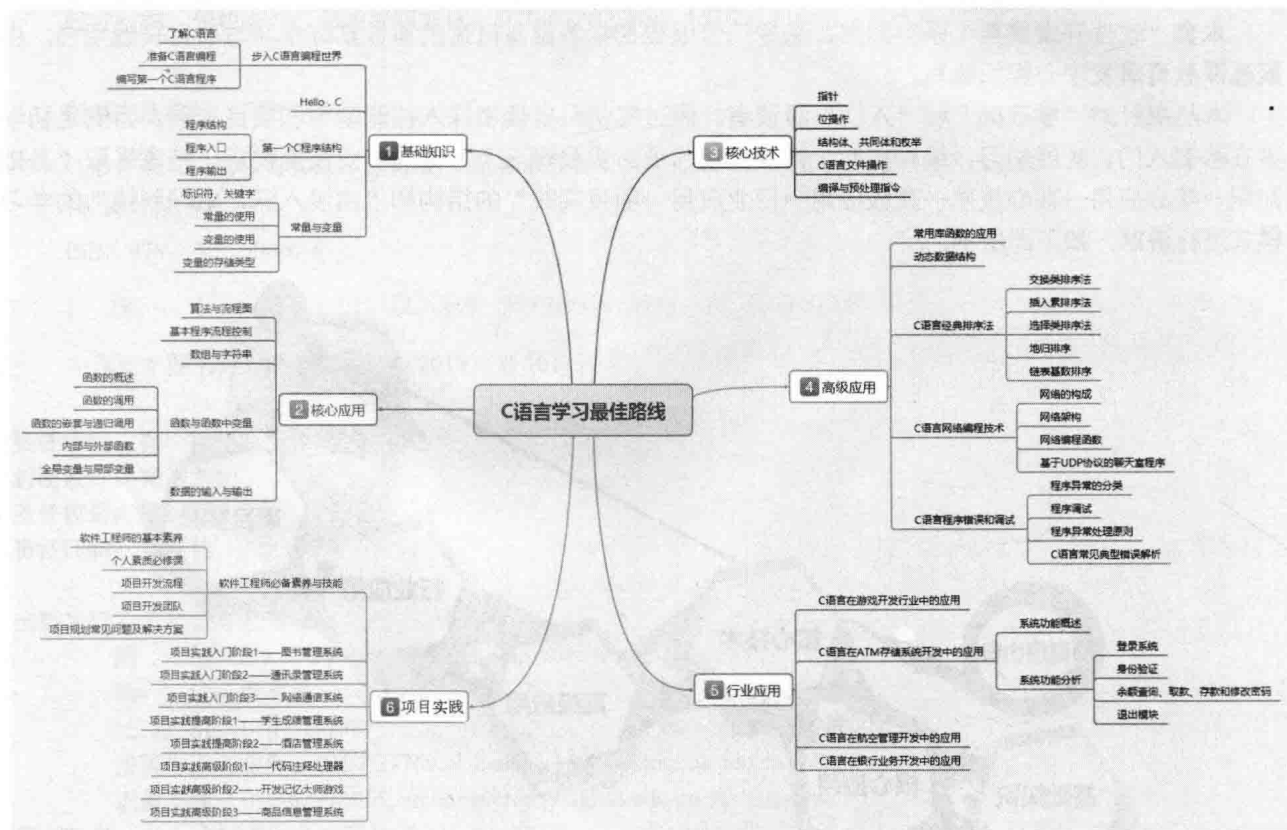 C语言学习最佳路线
1 基础知识
步入C语言编程世界
了解C语言
准备C语言编程
编写第一个C语言程序
Hello,C
第一个C程序结构
程序结构
程序入口
程序输出
标识符、关键字
常量与变量
常量的使用
变量的使用
变量的存储类型
2 核心应用
算法与流程图
基本程序流程控制
数组与字符串
函数与函数中变量
函数的概述
函数的调用
函数的嵌套与递归调用
内部与外部函数
全局变量与局部变量
数据的输入与输出
3 核心技术
指针
位操作
结构体、共同体和枚举
C语言文件操作
编译与预处理指令
4 高级应用
常用库函数的应用
动态数据结构
C语言经典排序法
交换类排序法
插入累排序法
选择类排序法
地归排序
链表基数排序
C语言网络编程技术
网络的构成
网络架构
网络编程函数
基于UDP协议的聊天室程序
C语言程序错误和调试
程序异常的分类
程序调试
程序异常处理原则
C语言常见典型错误解析
5 行业应用
C语言在游戏开发行业中的应用
C语言在ATM存储系统开发中的应用
系统功能概述
系统功能分析
登录系统
身份验证
余额查询、取款、存款和修改密码
退出模块
C语言在航空管理开发中的应用
C语言在银行业务开发中的应用
6 项目实践
软件工程师必备素养与技能
软件工程师的基本素养
个人素质必修课
项目开发流程
项目开发团队
项目规划常见问题及解决方案
项目实践入门阶段1——图书管理系统
项目实践入门阶段2——通讯录管理系统
项目实践入门阶段3——网络通信系统
项目实践提高阶段1——学生成绩管理系统
项目实践提高阶段2——酒店管理系统
项目实践高级阶段1——代码注释处理器
项目实践高级阶段2——开发记忆大师游戏
项目实践高级阶段3——商品信息管理系统